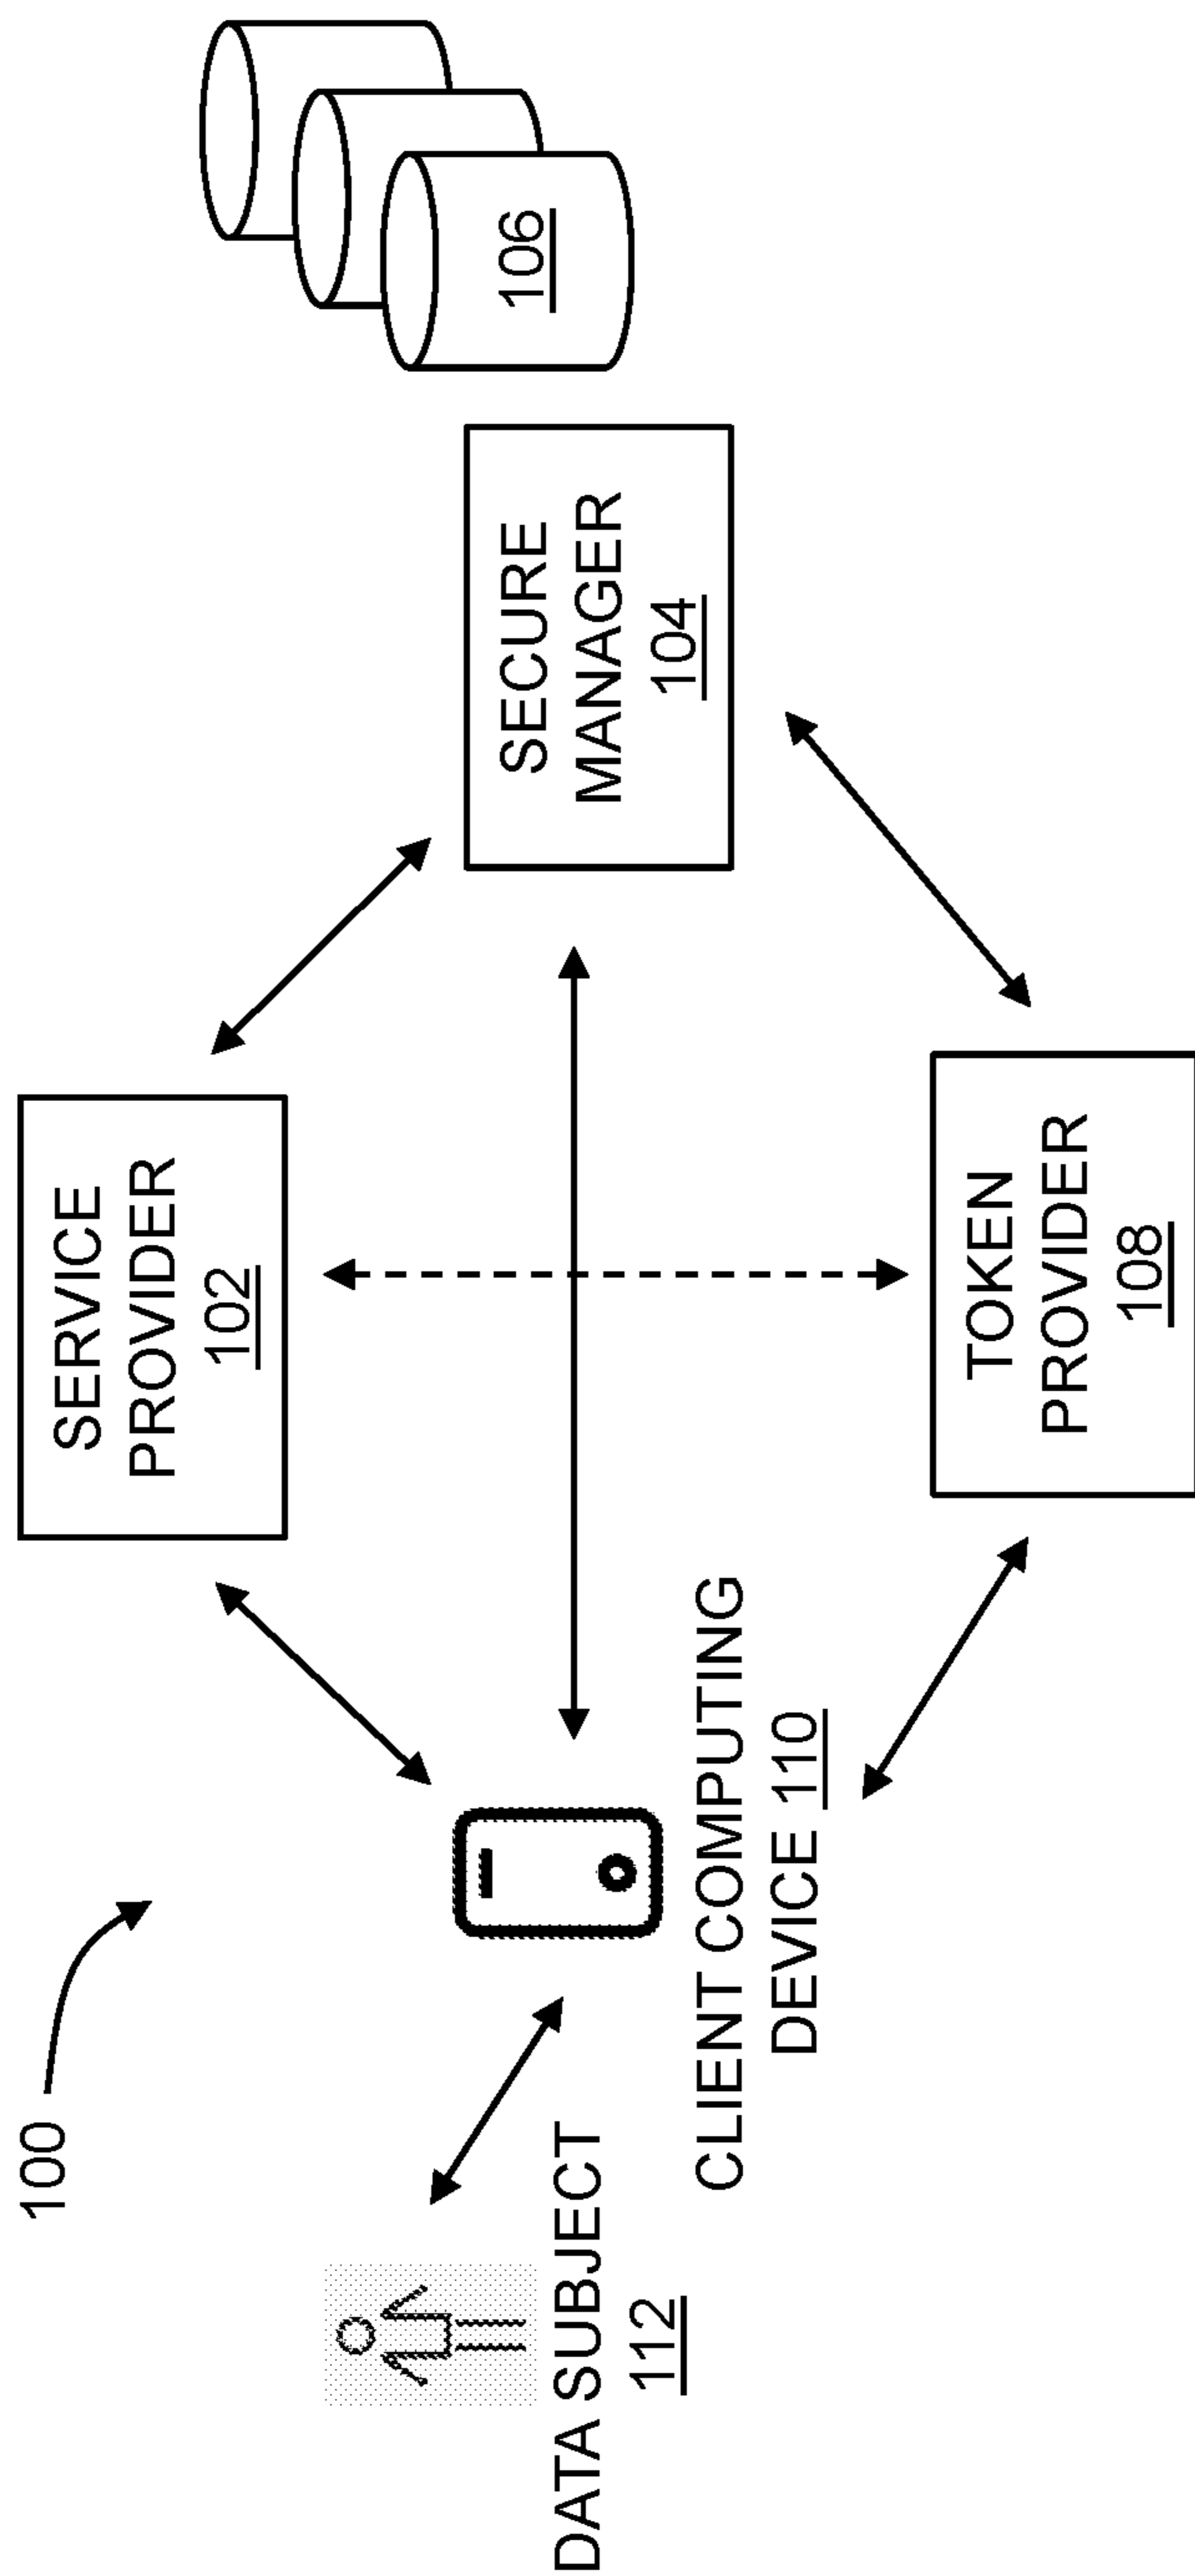 100
SERVICE
PROVIDER
102
DATA SUBJECT
112
CLIENT COMPUTING
DEVICE 110
SECURE
MANAGER
104
106
TOKEN
PROVIDER
108